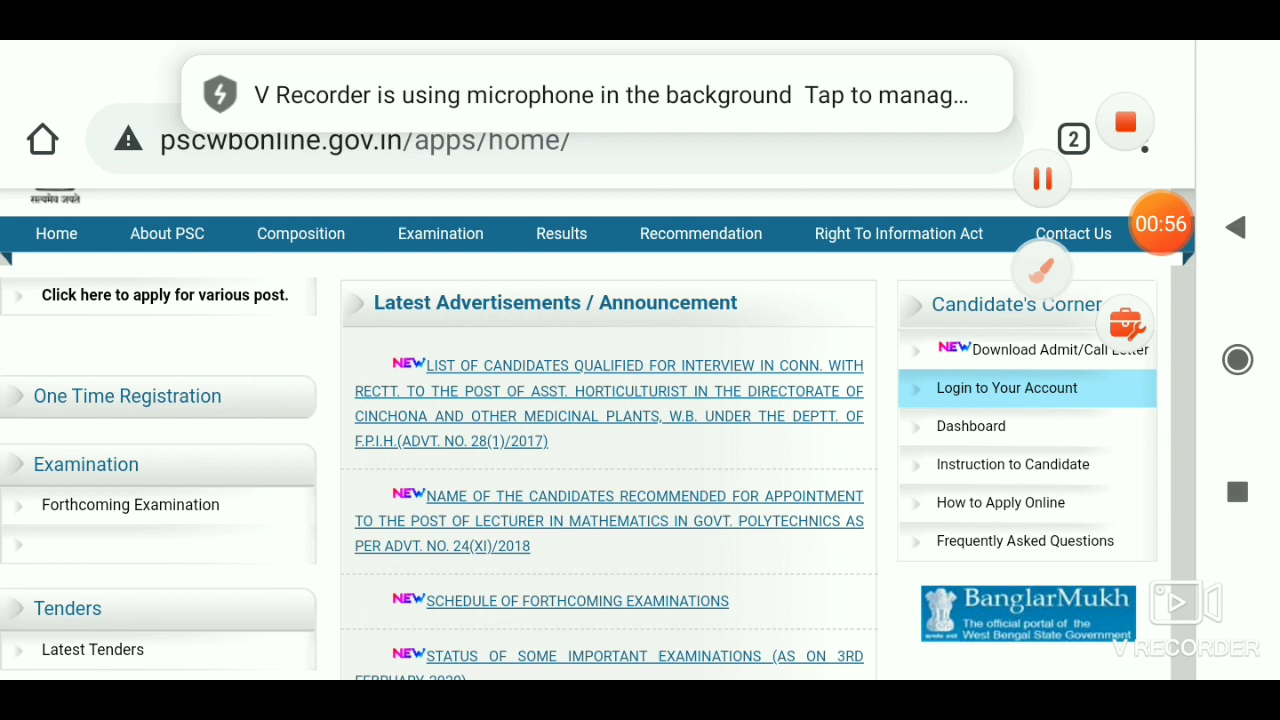 V Recorder is using microphone in the background Tap to manag...
pscwbonline.gov.in/apps/home/
2
सत्यमेव जयते
00:56
Home About PSC Composition Examination Results Recommendation Right To Information Act Contact Us
Click here to apply for various post.
One Time Registration
Examination
Forthcoming Examination
Tenders
Latest Tenders
Latest Advertisements / Announcement
NEW LIST OF CANDIDATES QUALIFIED FOR INTERVIEW IN CONN. WITH
RECTT. TO THE POST OF ASST. HORTICULTURIST IN THE DIRECTORATE OF
CINCHONA AND OTHER MEDICINAL PLANTS, W.B. UNDER THE DEPTT. OF
F.P.I.H.(ADVT. NO. 28(1)/2017)
NEW NAME OF THE CANDIDATES RECOMMENDED FOR APPOINTMENT
TO THE POST OF LECTURER IN MATHEMATICS IN GOVT. POLYTECHNICS AS
PER ADVT. NO. 24(XI)/2018
NEW SCHEDULE OF FORTHCOMING EXAMINATIONS
NEW STATUS OF SOME IMPORTANT EXAMINATIONS (AS ON 3RD
FEBRUARY 2020)
Candidate's Corner
NEW Download Admit/Call Letter
Login to Your Account
Dashboard
Instruction to Candidate
How to Apply Online
Frequently Asked Questions
BanglarMukh
The official portal of the
West Bengal State Government
V RECORDER